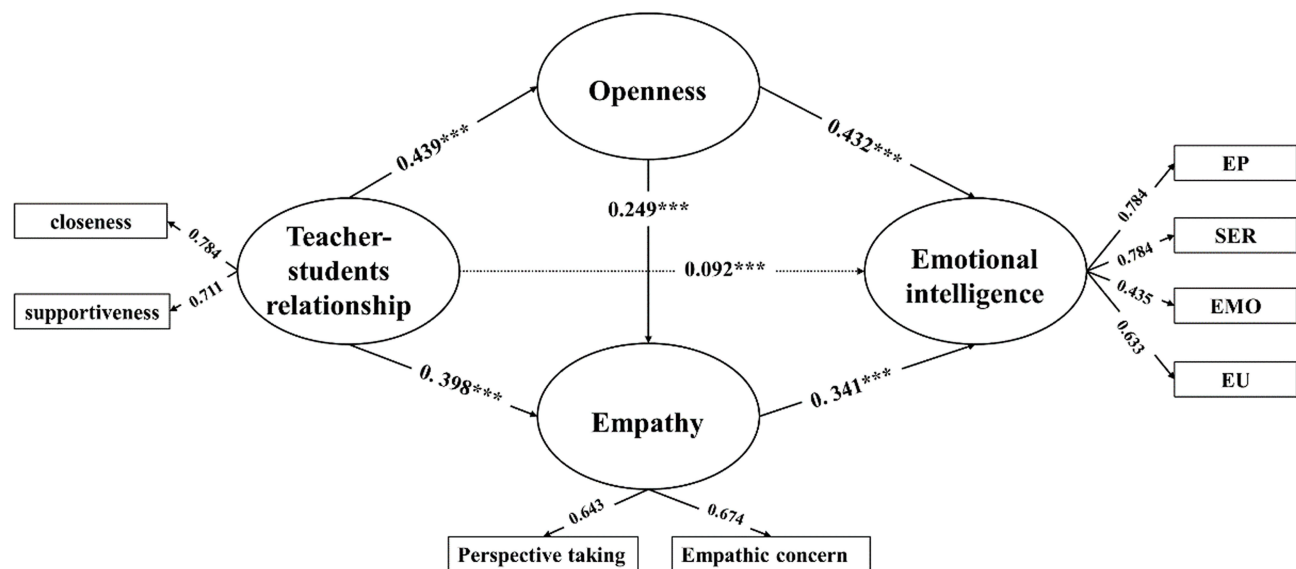 Openness
0.439***
0.432***
EP
0.784
closeness
0.784
0.249***
SER
0.784
Teacher-
students
relationship
0.092***
Emotional
intelligence
supportiveness
0.711
EMO
0.435
EU
0.633
0. 398***
0. 341***
Empathy
0.643
0.674
Perspective taking
Empathic concern